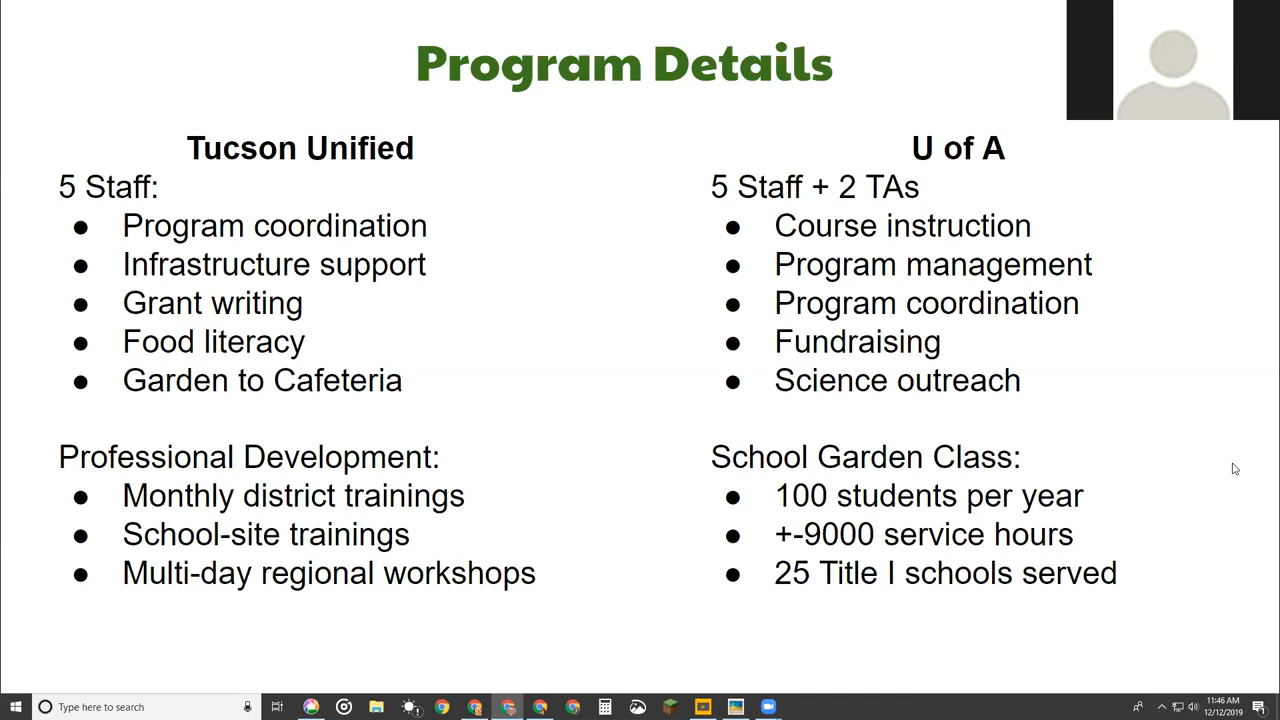 Program Details
Tucson Unified
5 Staff:
● Program coordination
● Infrastructure support
● Grant writing
● Food literacy
● Garden to Cafeteria
Professional Development:
● Monthly district trainings
● School-site trainings
● Multi-day regional workshops
U of A
5 Staff + 2 TAs
● Course instruction
● Program management
● Program coordination
● Fundraising
● Science outreach
School Garden Class:
● 100 students per year
● +-9000 service hours
● 25 Title I schools served
Type here to search
11:46 AM
12/12/2019